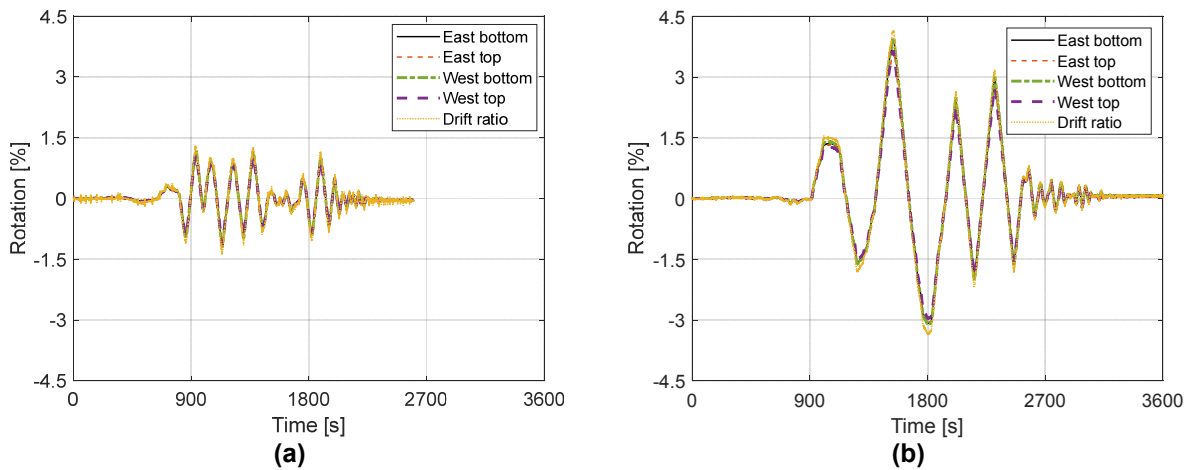 4.5
3
1.5
0
-1.5
-3
-4.5
Rotation [%]
0 900 1800 2700 3600
Time [s]
East bottom
East top
West bottom
West top
Drift ratio
(a)
4.5
3
1.5
0
-1.5
-3
-4.5
Rotation [%]
0 900 1800 2700 3600
Time [s]
East bottom
East top
West bottom
West top
Drift ratio
(b)